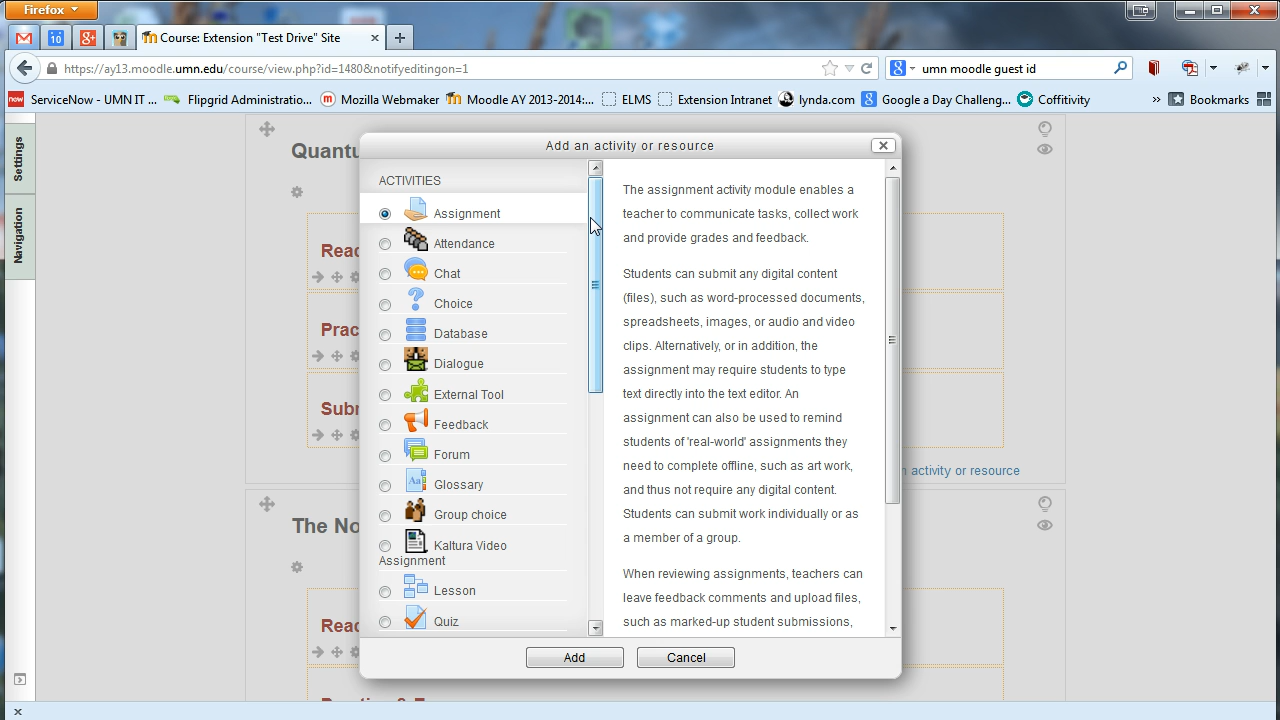 Firefox
10
Course: Extension "Test Drive" Site
https://ay13.moodle.umn.edu/course/view.php?id=1480&notifyeditingon=1
umn moodle guest id
ServiceNow - UMN IT ...
Flipgrid Administratio...
Mozilla Webmaker
Moodle AY 2013-2014:...
ELMS
Extension Intranet
lynda.com
Google a Day Challeng...
Coffitivity
»
Bookmarks
Settings
Navigation
Quantu
Read
Prac
Subm
n activity or resource
The No
Read
Add an activity or resource
ACTIVITIES
Assignment
Attendance
Chat
Choice
Database
Dialogue
External Tool
Feedback
Forum
Glossary
Group choice
Kaltura Video
Assignment
Lesson
Quiz
The assignment activity module enables a
teacher to communicate tasks, collect work
and provide grades and feedback.
Students can submit any digital content
(files), such as word-processed documents,
spreadsheets, images, or audio and video
clips. Alternatively, or in addition, the
assignment may require students to type
text directly into the text editor. An
assignment can also be used to remind
students of 'real-world' assignments they
need to complete offline, such as art work,
and thus not require any digital content.
Students can submit work individually or as
a member of a group.
When reviewing assignments, teachers can
leave feedback comments and upload files,
such as marked-up student submissions,
Add
Cancel